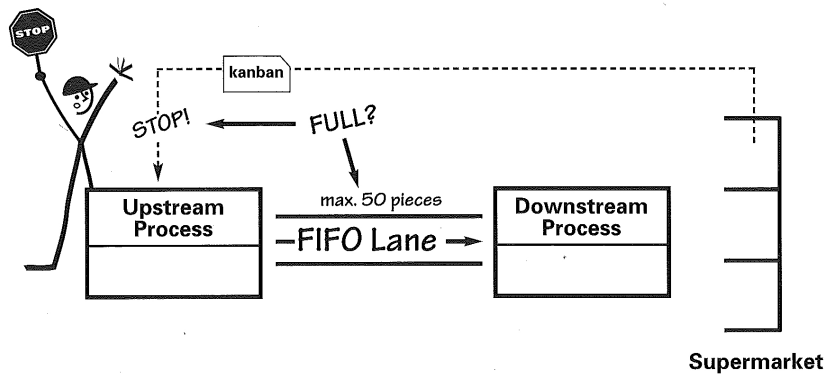 STOP
kanban
STOP!
FULL?
max. 50 pieces
Upstream
Process
FIFO Lane
Downstream
Process
Supermarket